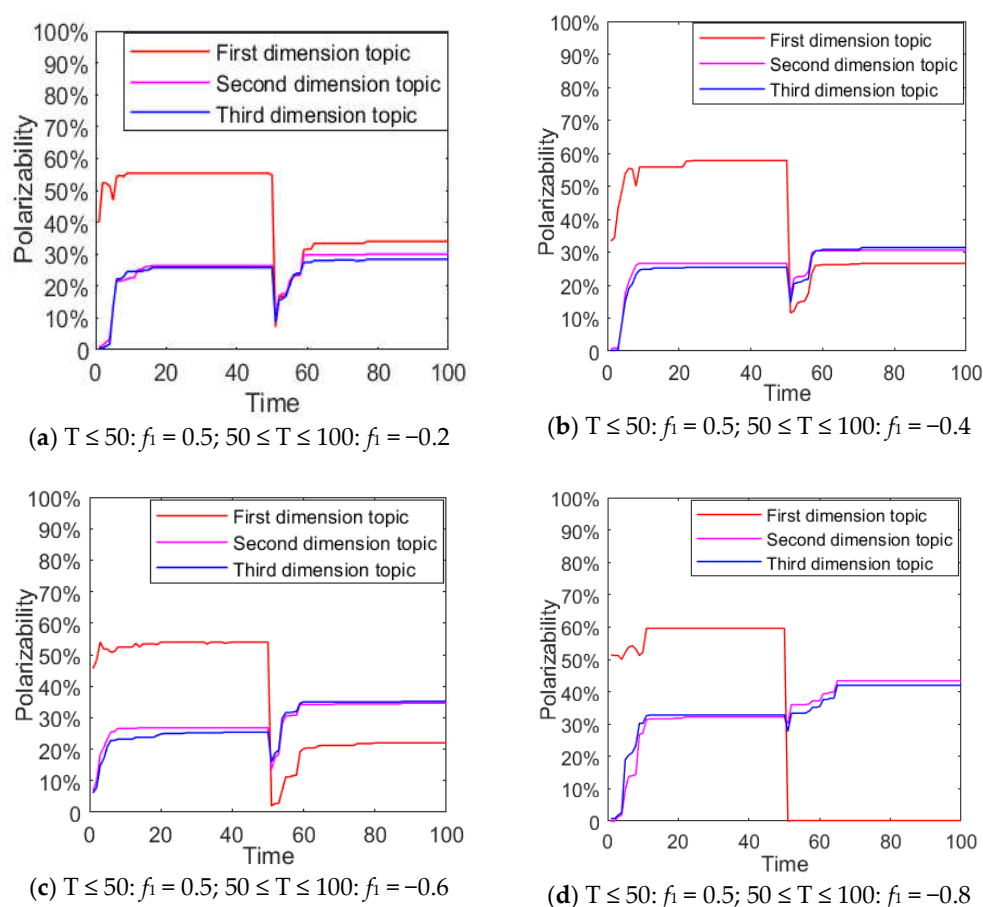 100%
90%
80%
70%
60%
50%
40%
30%
20%
10%
0
Polarizability
First dimension topic
Second dimension topic
Third dimension topic
0 20 40 60 80 100
Time
(a) T ≤ 50: f1 = 0.5; 50 ≤ T ≤ 100: f1 = −0.2
100%
90%
80%
70%
60%
50%
40%
30%
20%
10%
0
Polarizability
First dimension topic
Second dimension topic
Third dimension topic
0 20 40 60 80 100
Time
(b) T ≤ 50: f1 = 0.5; 50 ≤ T ≤ 100: f1 = −0.4
100%
90%
80%
70%
60%
50%
40%
30%
20%
10%
0
Polarizability
First dimension topic
Second dimension topic
Third dimension topic
0 20 40 60 80 100
Time
(c) T ≤ 50: f1 = 0.5; 50 ≤ T ≤ 100: f1 = −0.6
100%
90%
80%
70%
60%
50%
40%
30%
20%
10%
0
Polarizability
First dimension topic
Second dimension topic
Third dimension topic
0 20 40 60 80 100
Time
(d) T ≤ 50: f1 = 0.5; 50 ≤ T ≤ 100: f1 = −0.8